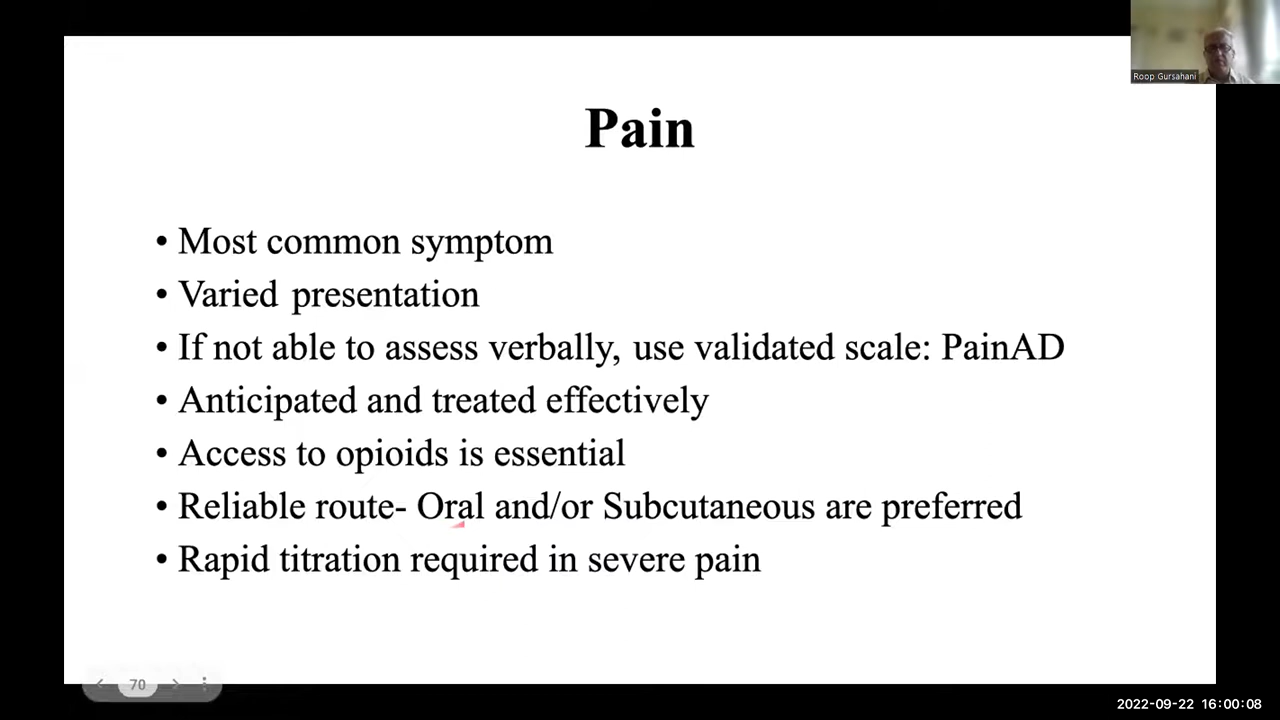 Roop Gursahani
Pain
• Most common symptom
• Varied presentation
• If not able to assess verbally, use validated scale: PainAD
• Anticipated and treated effectively
• Access to opioids is essential
• Reliable route- Oral and/or Subcutaneous are preferred
• Rapid titration required in severe pain
70
2022-09-22 16:00:08